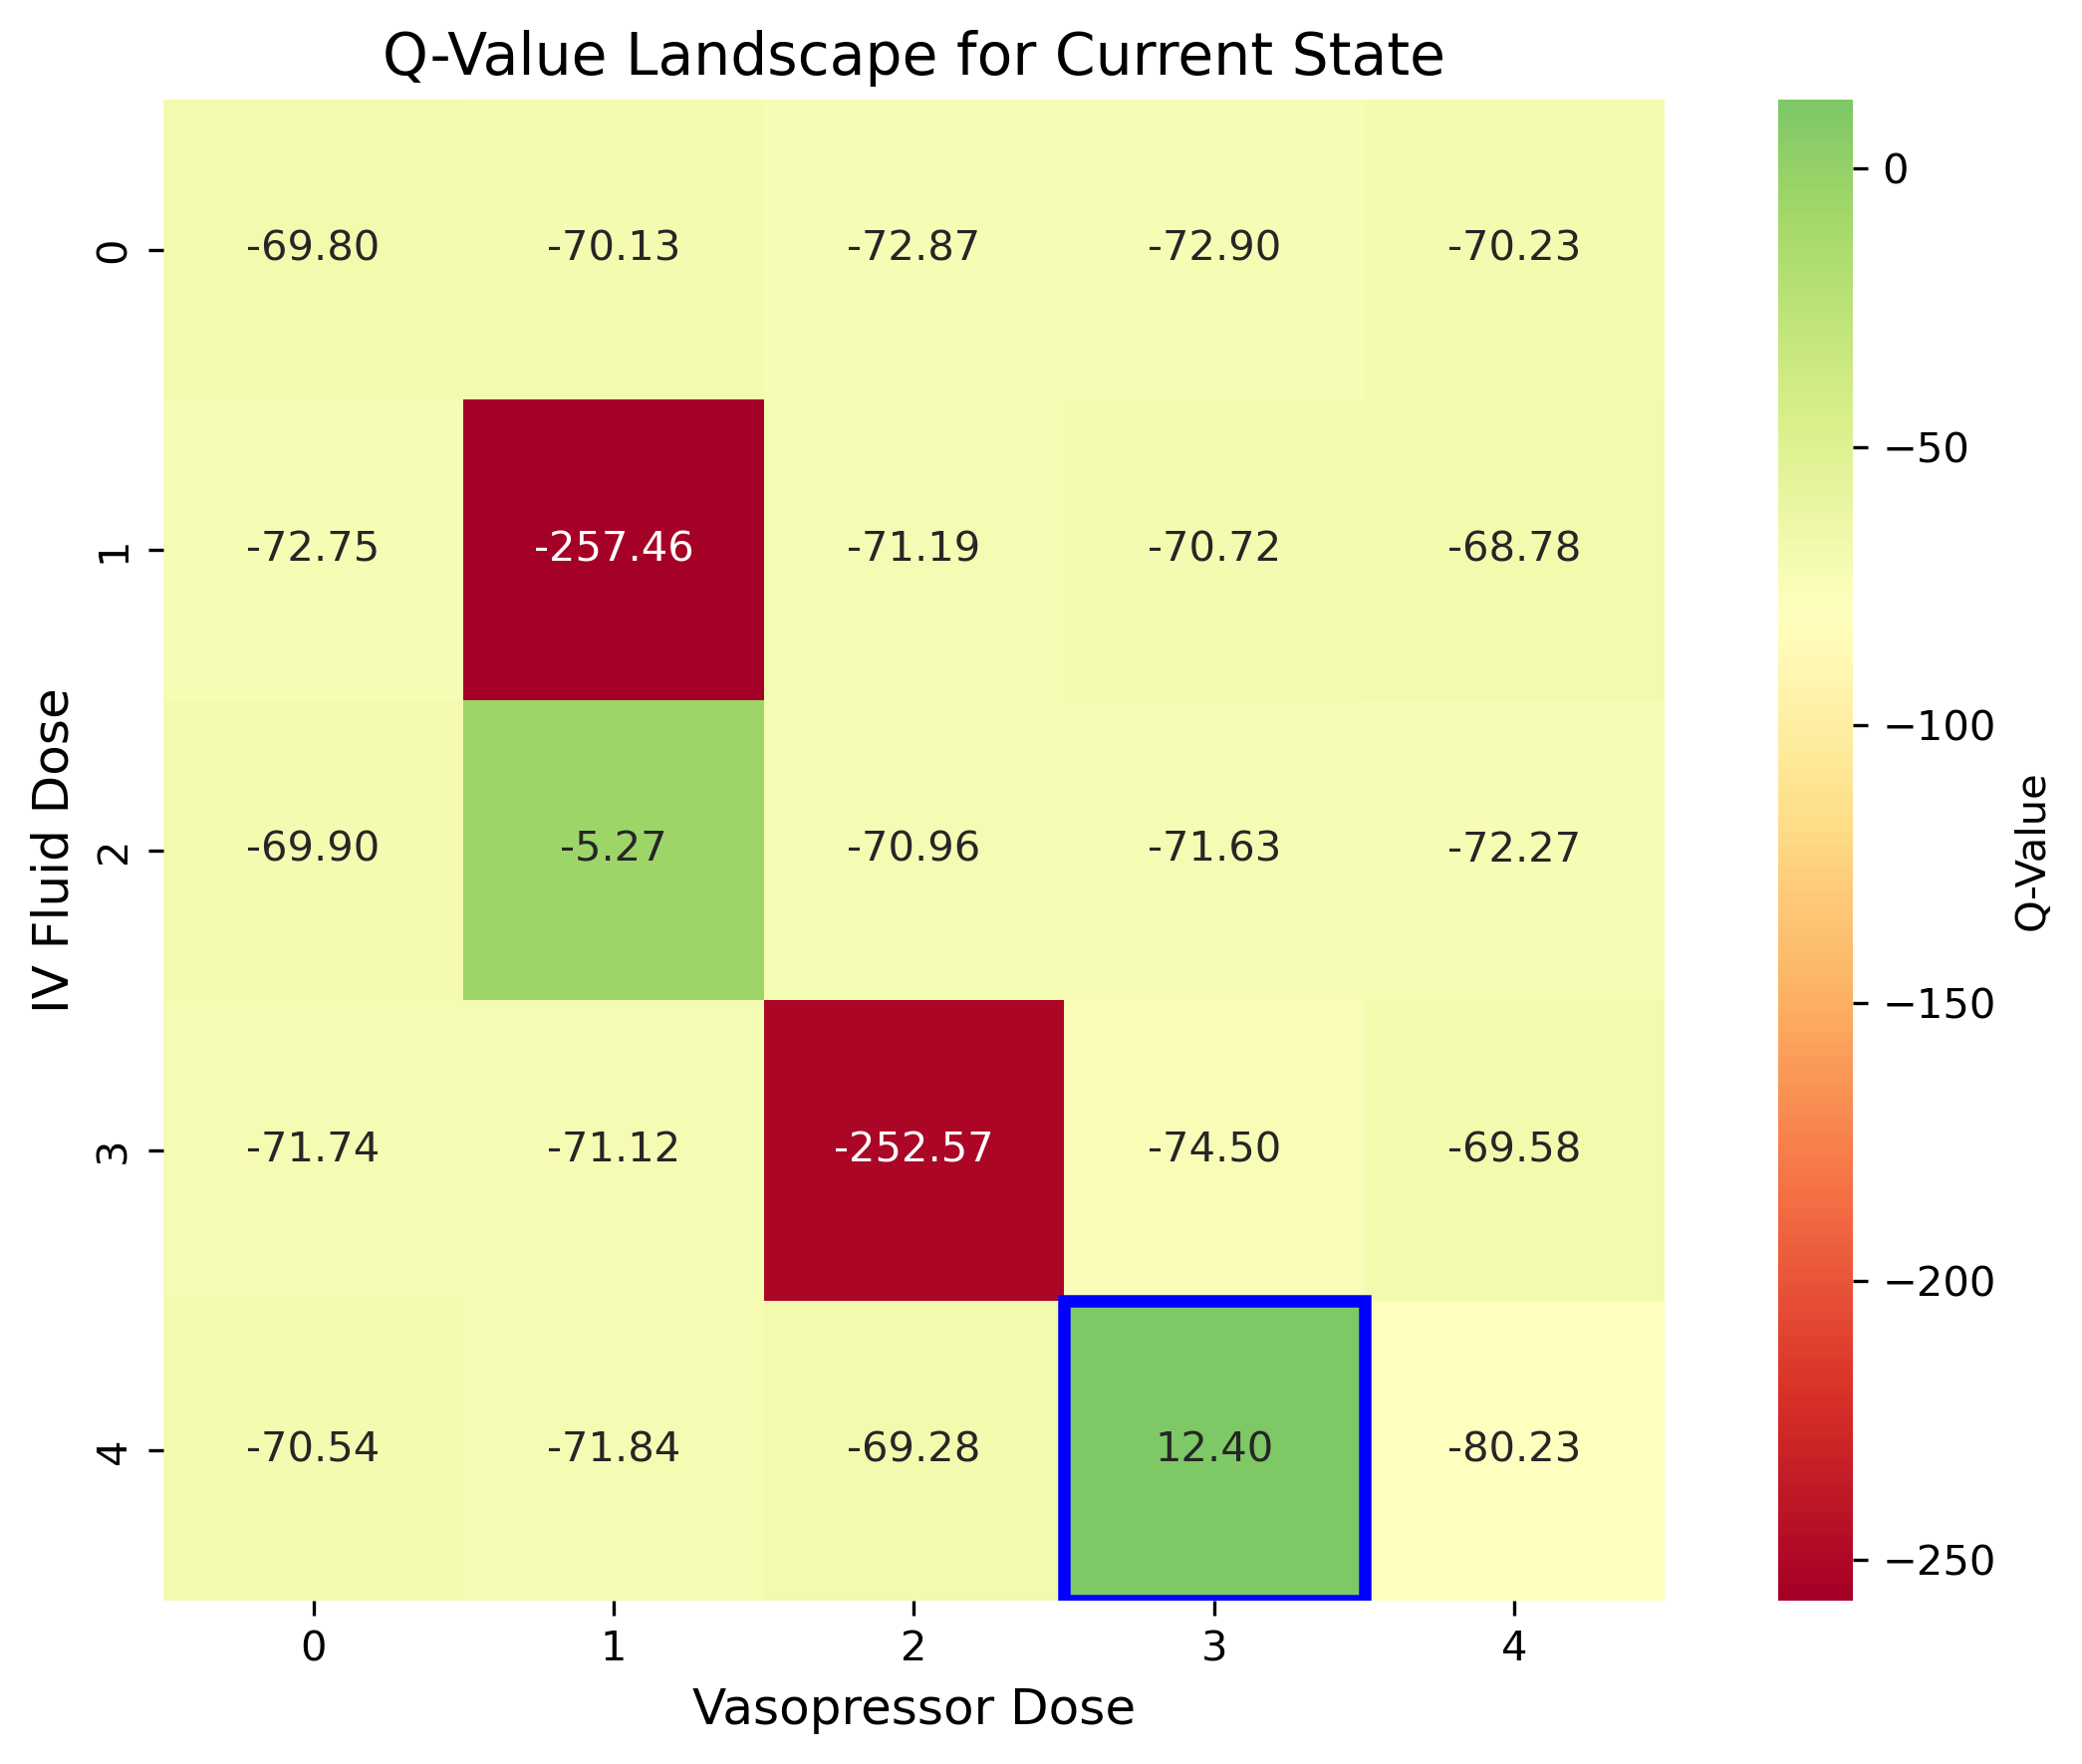 Q-Value Landscape for Current State
0 -69.80 -70.13 -72.87 -72.90 -70.23
1 -72.75 -257.46 -71.19 -70.72 -68.78
2 -69.90 -5.27 -70.96 -71.63 -72.27
3 -71.74 -71.12 -252.57 -74.50 -69.58
4 -70.54 -71.84 -69.28 12.40 -80.23
0 1 2 3 4
Vasopressor Dose
IV Fluid Dose
0
−50
−100
−150
−200
−250
Q-Value